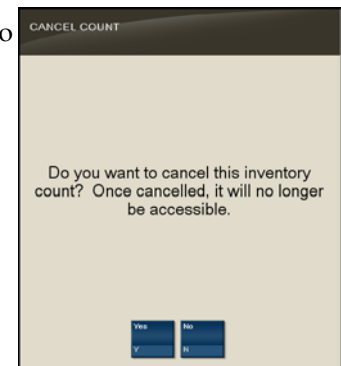 o
CANCEL COUNT
Do you want to cancel this inventory
count? Once cancelled, it will no longer
be accessible.
Yes No
Y N